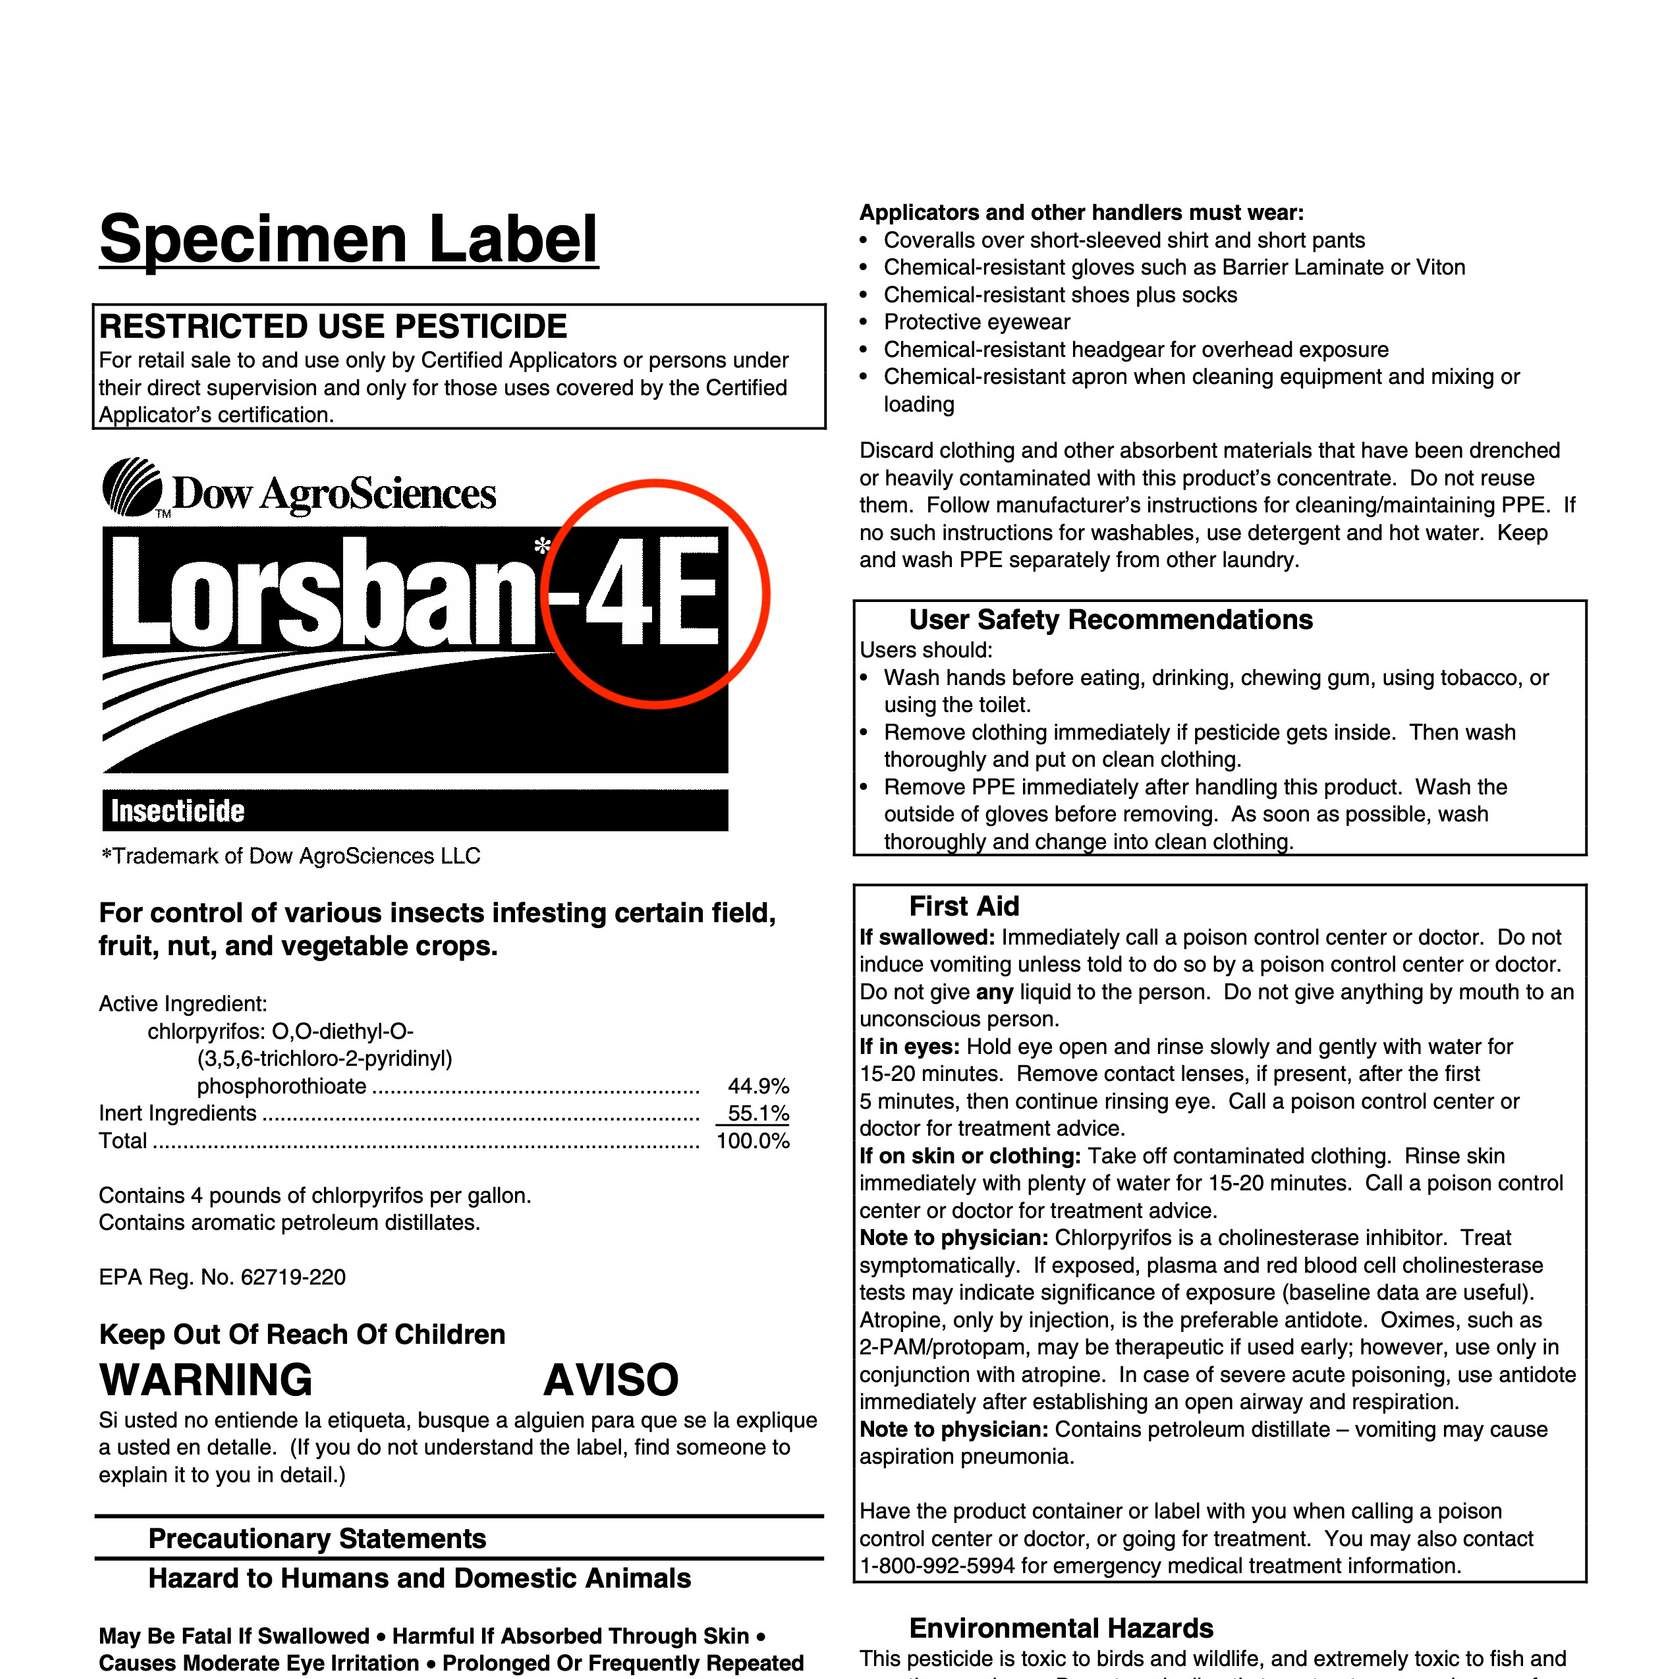 Specimen Label
RESTRICTED USE PESTICIDE
For retail sale to and use only by Certified Applicators or persons under
their direct supervision and only for those uses covered by the Certified
Applicator's certification.
Dow AgroSciences
TM
Lorsban*-4E
Insecticide
*Trademark of Dow AgroSciences LLC
For control of various insects infesting certain field,
fruit, nut, and vegetable crops.
Active Ingredient:
chlorpyrifos: O,O-diethyl-O-
(3,5,6-trichloro-2-pyridinyl)
phosphorothioate ..................................................... 44.9%
Inert Ingredients ....................................................................... 55.1%
Total ......................................................................................... 100.0%
Contains 4 pounds of chlorpyrifos per gallon.
Contains aromatic petroleum distillates.
EPA Reg. No. 62719-220
Keep Out Of Reach Of Children
WARNING AVISO
Si usted no entiende la etiqueta, busque a alguien para que se la explique
a usted en detalle. (If you do not understand the label, find someone to
explain it to you in detail.)
Precautionary Statements
Hazard to Humans and Domestic Animals
May Be Fatal If Swallowed • Harmful If Absorbed Through Skin •
Causes Moderate Eye Irritation • Prolonged Or Frequently Repeated
Applicators and other handlers must wear:
• Coveralls over short-sleeved shirt and short pants
• Chemical-resistant gloves such as Barrier Laminate or Viton
• Chemical-resistant shoes plus socks
• Protective eyewear
• Chemical-resistant headgear for overhead exposure
• Chemical-resistant apron when cleaning equipment and mixing or
loading
Discard clothing and other absorbent materials that have been drenched
or heavily contaminated with this product's concentrate. Do not reuse
them. Follow manufacturer's instructions for cleaning/maintaining PPE. If
no such instructions for washables, use detergent and hot water. Keep
and wash PPE separately from other laundry.
User Safety Recommendations
Users should:
• Wash hands before eating, drinking, chewing gum, using tobacco, or
using the toilet.
• Remove clothing immediately if pesticide gets inside. Then wash
thoroughly and put on clean clothing.
• Remove PPE immediately after handling this product. Wash the
outside of gloves before removing. As soon as possible, wash
thoroughly and change into clean clothing.
First Aid
If swallowed: Immediately call a poison control center or doctor. Do not
induce vomiting unless told to do so by a poison control center or doctor.
Do not give any liquid to the person. Do not give anything by mouth to an
unconscious person.
If in eyes: Hold eye open and rinse slowly and gently with water for
15-20 minutes. Remove contact lenses, if present, after the first
5 minutes, then continue rinsing eye. Call a poison control center or
doctor for treatment advice.
If on skin or clothing: Take off contaminated clothing. Rinse skin
immediately with plenty of water for 15-20 minutes. Call a poison control
center or doctor for treatment advice.
Note to physician: Chlorpyrifos is a cholinesterase inhibitor. Treat
symptomatically. If exposed, plasma and red blood cell cholinesterase
tests may indicate significance of exposure (baseline data are useful).
Atropine, only by injection, is the preferable antidote. Oximes, such as
2-PAM/protopam, may be therapeutic if used early; however, use only in
conjunction with atropine. In case of severe acute poisoning, use antidote
immediately after establishing an open airway and respiration.
Note to physician: Contains petroleum distillate – vomiting may cause
aspiration pneumonia.
Have the product container or label with you when calling a poison
control center or doctor, or going for treatment. You may also contact
1-800-992-5994 for emergency medical treatment information.
Environmental Hazards
This pesticide is toxic to birds and wildlife, and extremely toxic to fish and